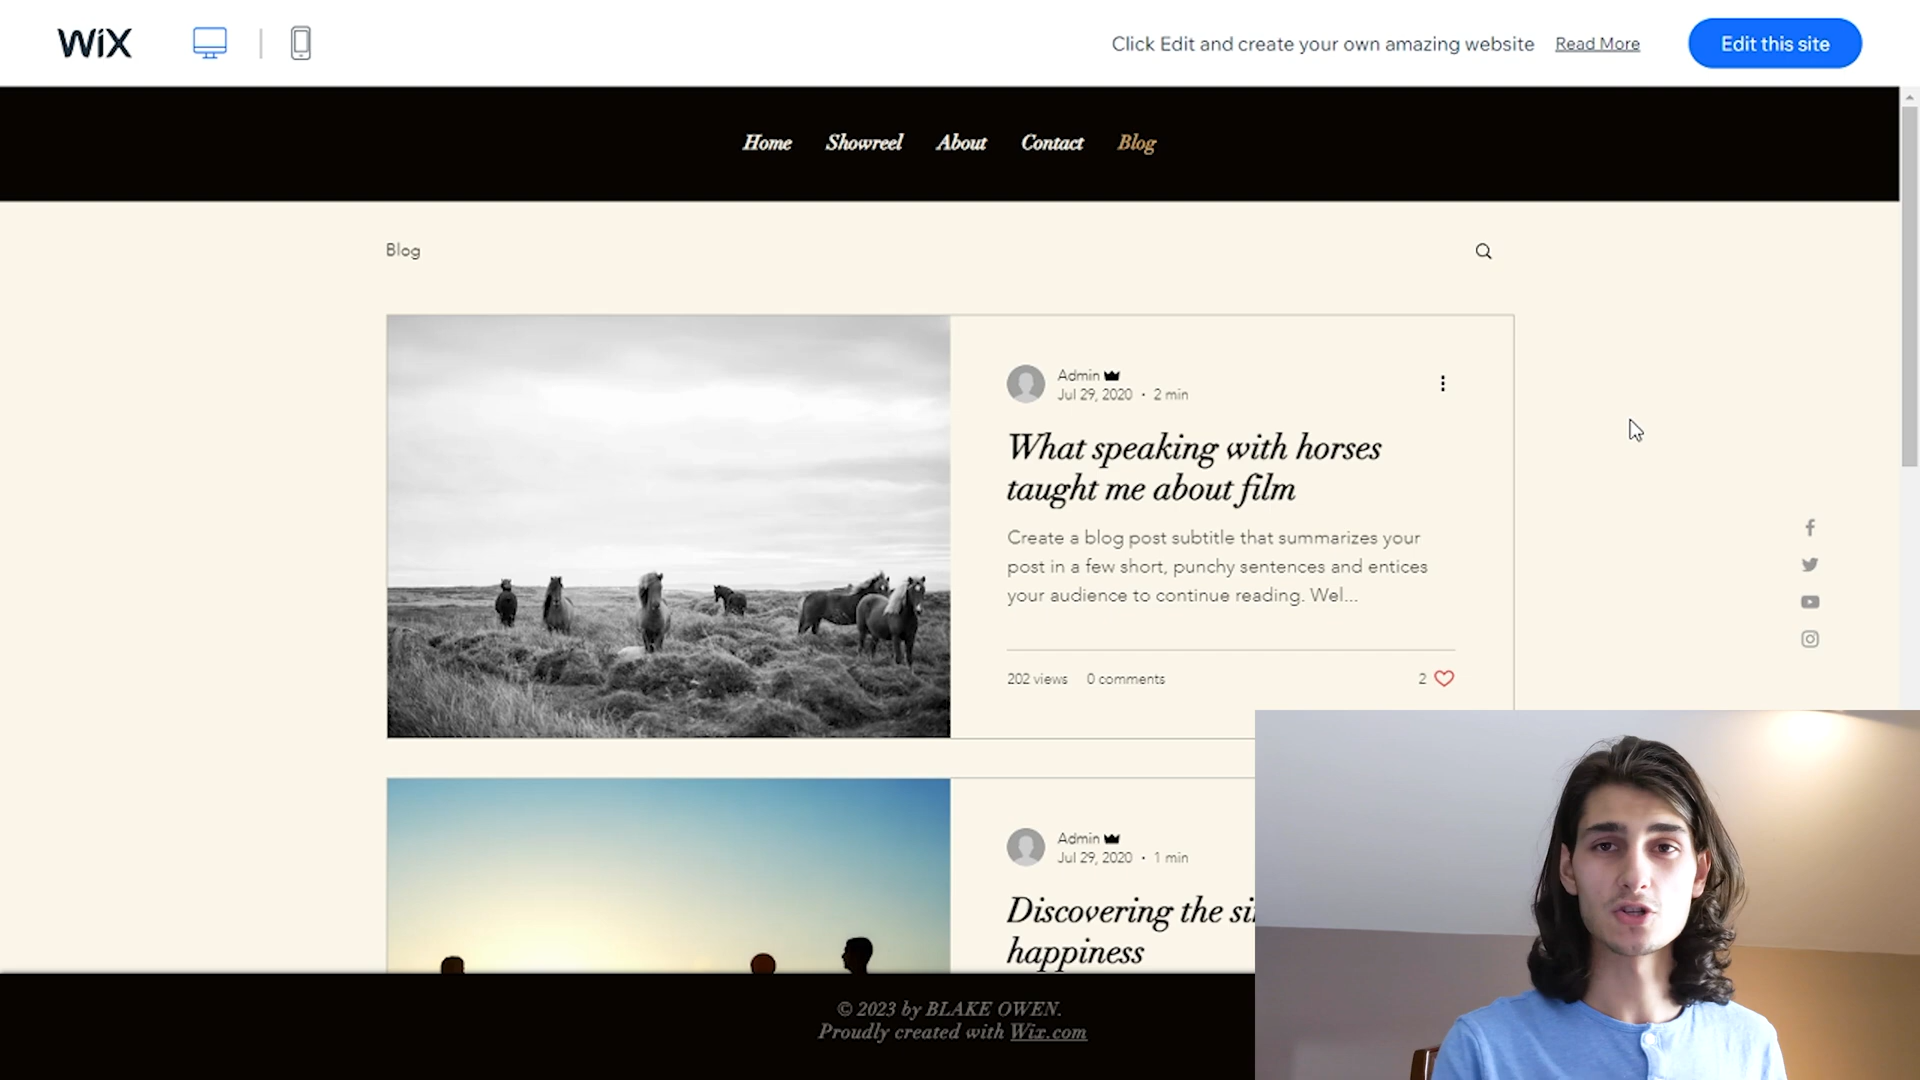 WiX
Click Edit and create your own amazing website Read More Edit this site
Home Showreel About Contact Blog
Blog
Admin
Jul 29, 2020 · 2 min
What speaking with horses
taught me about film
Create a blog post subtitle that summarizes your
post in a few short, punchy sentences and entices
your audience to continue reading. Wel...
202 views 0 comments 2
Admin
Jul 29, 2020 · 1 min
Discovering the
happiness
© 2023 by BLAKE OWEN.
Proudly created with Wix.com